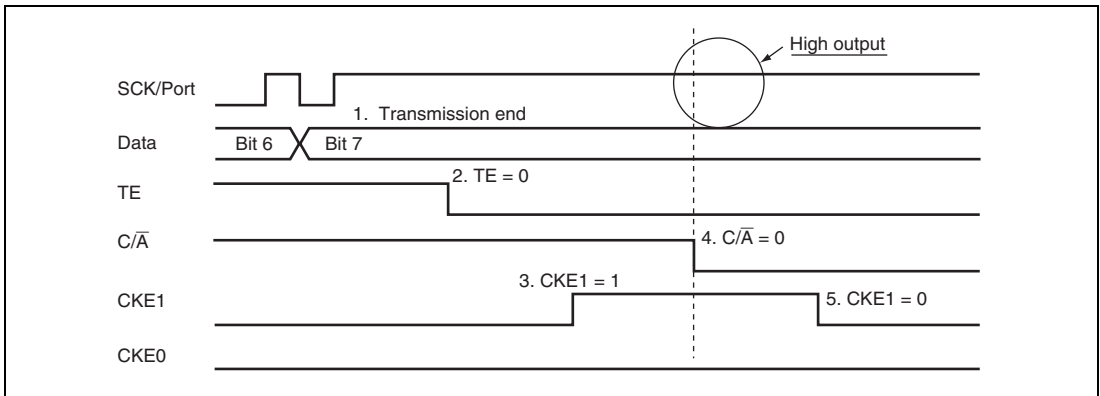 High output
SCK/Port
1. Transmission end
Data
Bit 6
Bit 7
2. TE = 0
TE
C/A̅
4. C/A̅ = 0
3. CKE1 = 1
CKE1
5. CKE1 = 0
CKE0